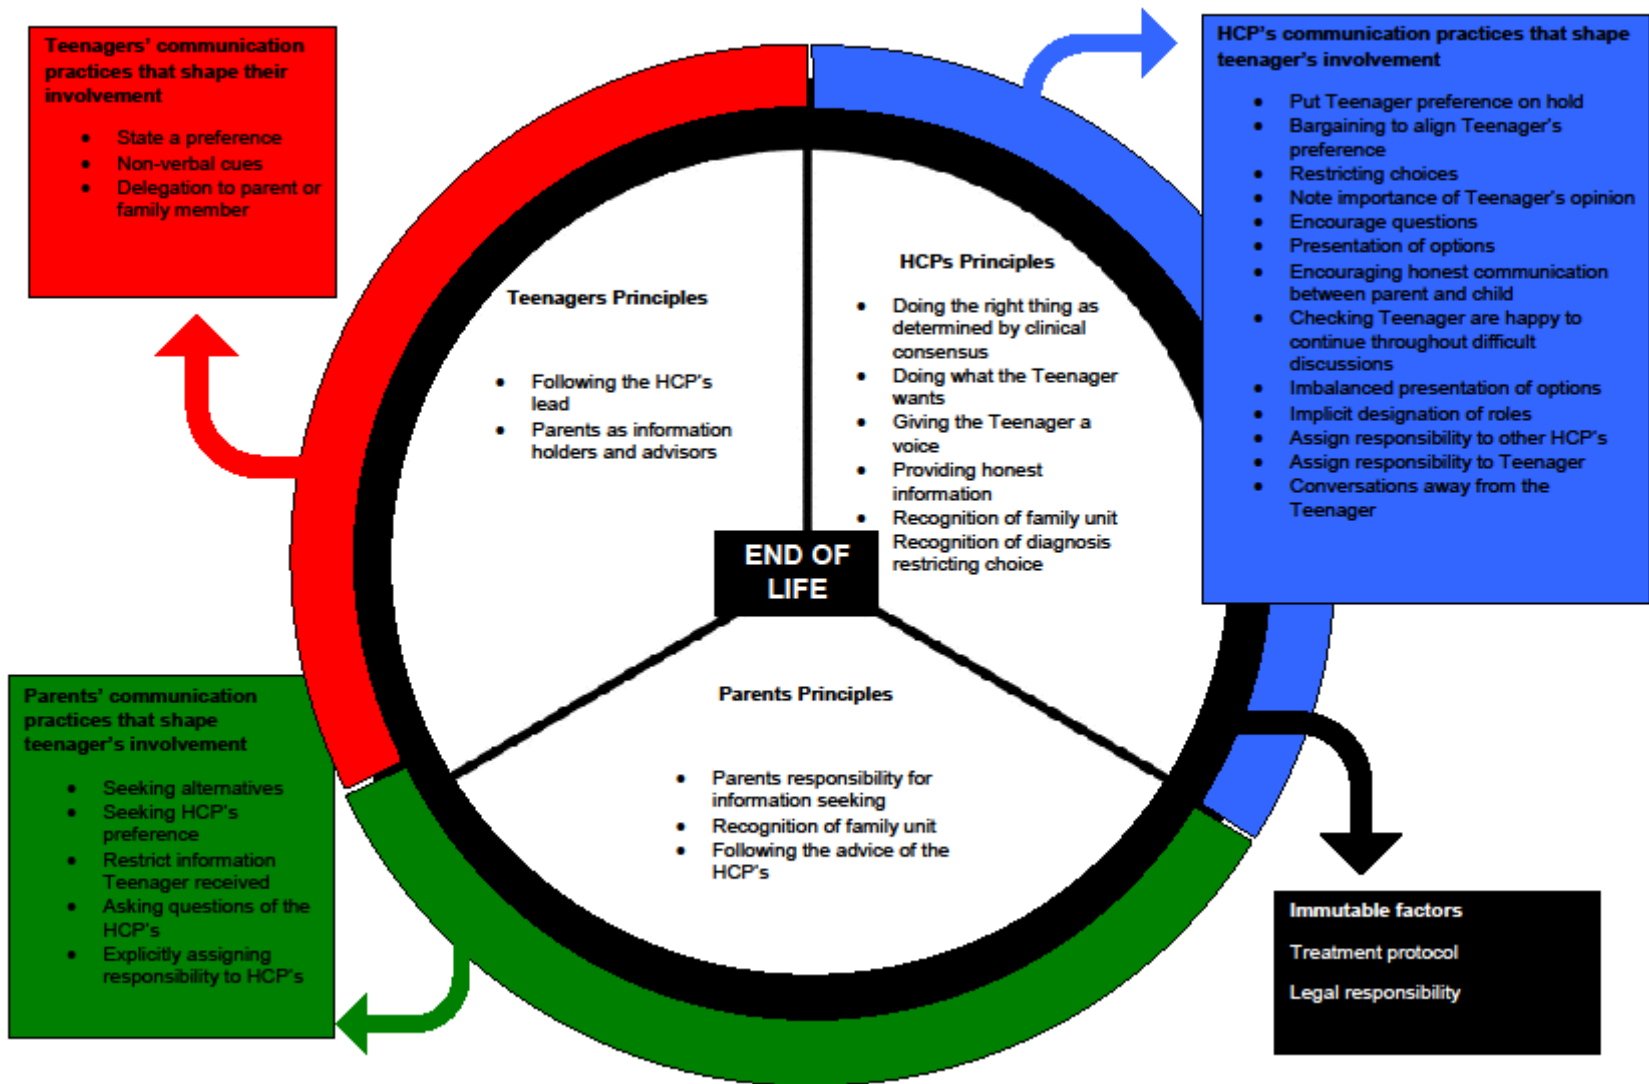 Teenagers' communication
practices that shape their
involvement
• State a preference
• Non-verbal cues
• Delegation to parent or
family member
HCP's communication practices that shape
teenager's involvement
• Put Teenager preference on hold
• Bargaining to align Teenager's
preference
• Restricting choices
• Note importance of Teenager's opinion
• Encourage questions
• Presentation of options
• Encouraging honest communication
between parent and child
• Checking Teenager are happy to
continue throughout difficult
discussions
• Imbalanced presentation of options
• Implicit designation of roles
• Assign responsibility to other HCP's
• Assign responsibility to Teenager
• Conversations away from the
Teenager
Teenagers Principles
• Following the HCP's
lead
• Parents as information
holders and advisors
HCPs Principles
• Doing the right thing as
determined by clinical
consensus
• Doing what the Teenager
wants
• Giving the Teenager a
voice
• Providing honest
information
• Recognition of family unit
Recognition of diagnosis
restricting choice
END OF
LIFE
Parents Principles
• Parents responsibility for
information seeking
• Recognition of family unit
• Following the advice of the
HCP's
Parents' communication
practices that shape
teenager's involvement
• Seeking alternatives
• Seeking HCP's
preference
• Restrict information
Teenager received
• Asking questions of the
HCP's
• Explicitly assigning
responsibility to HCP's
Immutable factors
Treatment protocol
Legal responsibility